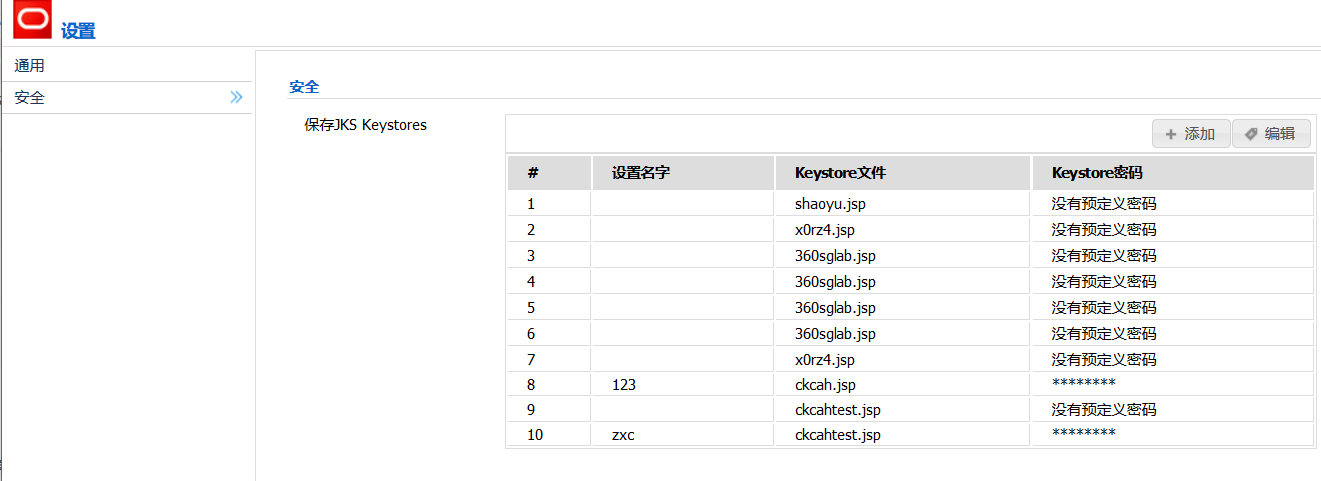 设置
通用
安全
安全
保存JKS Keystores
添加 编辑
# 设置名字 Keystore文件 Keystore密码
1 shaoyu.jsp 没有预定义密码
2 x0rz4.jsp 没有预定义密码
3 360sglab.jsp 没有预定义密码
4 360sglab.jsp 没有预定义密码
5 360sglab.jsp 没有预定义密码
6 360sglab.jsp 没有预定义密码
7 x0rz4.jsp 没有预定义密码
8 123 ckcah.jsp ********
9 ckcahtest.jsp 没有预定义密码
10 zxc ckcahtest.jsp ********